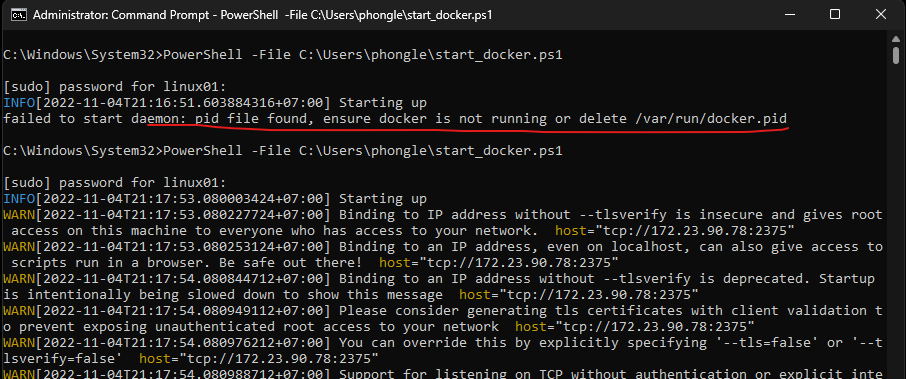 Administrator: Command Prompt - PowerShell  -File C:\Users\phongle\start_docker.ps1
C:\Windows\System32>PowerShell -File C:\Users\phongle\start_docker.ps1
[sudo] password for linux01:
INFO[2022-11-04T21:16:51.603884316+07:00] Starting up
failed to start daemon: pid file found, ensure docker is not running or delete /var/run/docker.pid
C:\Windows\System32>PowerShell -File C:\Users\phongle\start_docker.ps1
[sudo] password for linux01:
INFO[2022-11-04T21:17:53.080003424+07:00] Starting up
WARN[2022-11-04T21:17:53.080227724+07:00] Binding to IP address without --tlsverify is insecure and gives root
access on this machine to everyone who has access to your network.  host="tcp://172.23.90.78:2375"
WARN[2022-11-04T21:17:53.080253124+07:00] Binding to an IP address, even on localhost, can also give access to
scripts run in a browser. Be safe out there!  host="tcp://172.23.90.78:2375"
WARN[2022-11-04T21:17:54.080844712+07:00] Binding to an IP address without --tlsverify is deprecated. Startup
is intentionally being slowed down to show this message  host="tcp://172.23.90.78:2375"
WARN[2022-11-04T21:17:54.080949112+07:00] Please consider generating tls certificates with client validation t
o prevent exposing unauthenticated root access to your network  host="tcp://172.23.90.78:2375"
WARN[2022-11-04T21:17:54.080976212+07:00] You can override this by explicitly specifying '--tls=false' or '--t
lsverify=false'  host="tcp://172.23.90.78:2375"
WARN[2022-11-04T21:17:54.080988712+07:00] Support for listening on TCP without authentication or explicit inte